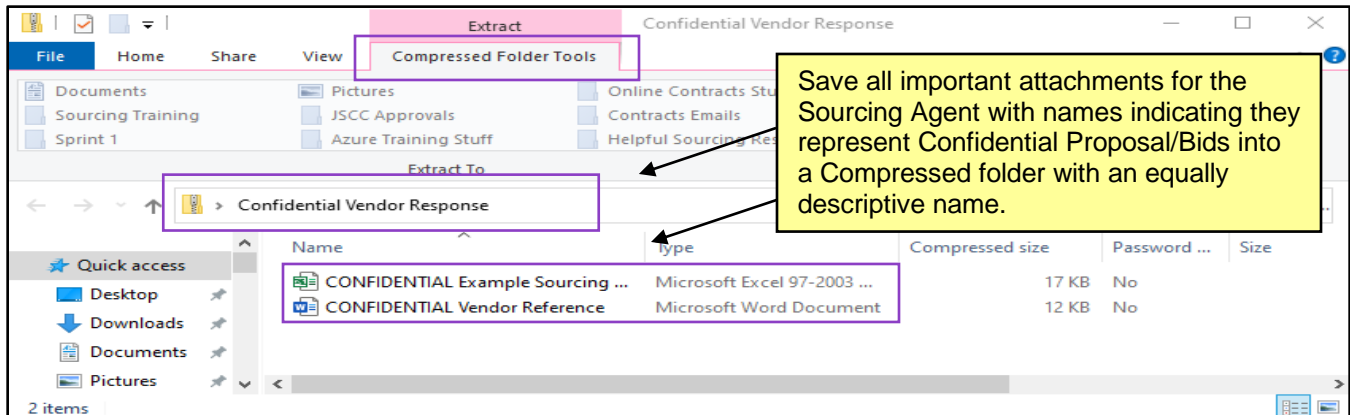 Extract Confidential Vendor Response
File Home Share View Compressed Folder Tools
Documents Pictures Online Contracts Stu
Sourcing Training JSCC Approvals Contracts Emails
Sprint 1 Azure Training Stuff Helpful Sourcing Res
Extract To
Save all important attachments for the
Sourcing Agent with names indicating they
represent Confidential Proposal/Bids into
a Compressed folder with an equally
descriptive name.
> Confidential Vendor Response
Name Type Compressed size Password ... Size
Quick access
Desktop
Downloads
Documents
Pictures
CONFIDENTIAL Example Sourcing ... Microsoft Excel 97-2003 ... 17 KB No
CONFIDENTIAL Vendor Reference Microsoft Word Document 12 KB No
2 items